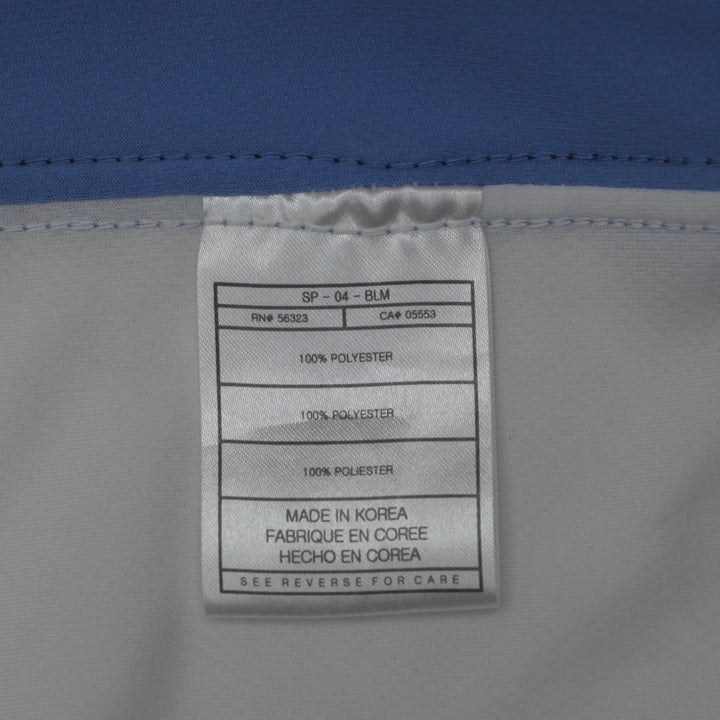 SP - 04 - BLM
RN# 56323 CA# 05553
100% POLYESTER
100% POLYESTER
100% POLIESTER
MADE IN KOREA
FABRIQUE EN COREE
HECHO EN COREA
SEE REVERSE FOR CARE